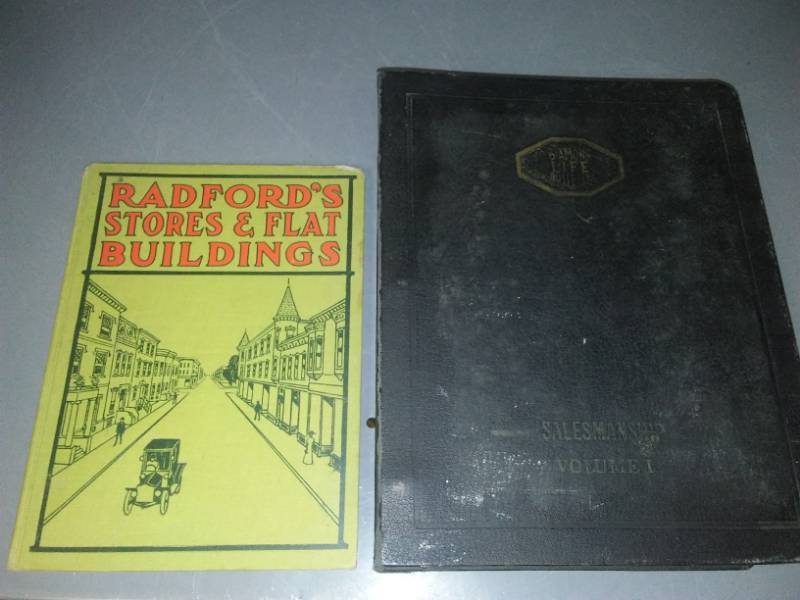 RADFORD'S
STORES & FLAT
BUILDINGS
SALESMANSHIP
VOLUME I